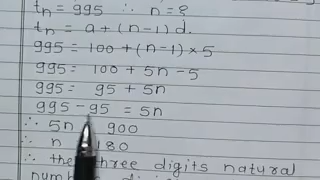 tn = 995 ∴ n = ?
tn = a + (n-1) d.
995 = 100 + (n-1) × 5
995 = 100 + 5n - 5
995 = 95 + 5n
995 - 95 = 5n
∴ 5n 900
∴ n 180
∴ the three digits natural